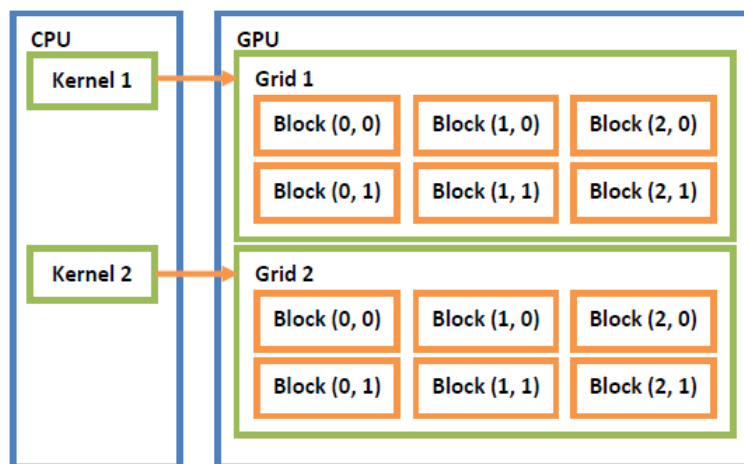 CPU
GPU
Kernel 1
Grid 1
Block (0, 0)
Block (1, 0)
Block (2, 0)
Block (0, 1)
Block (1, 1)
Block (2, 1)
Kernel 2
Grid 2
Block (0, 0)
Block (1, 0)
Block (2, 0)
Block (0, 1)
Block (1, 1)
Block (2, 1)